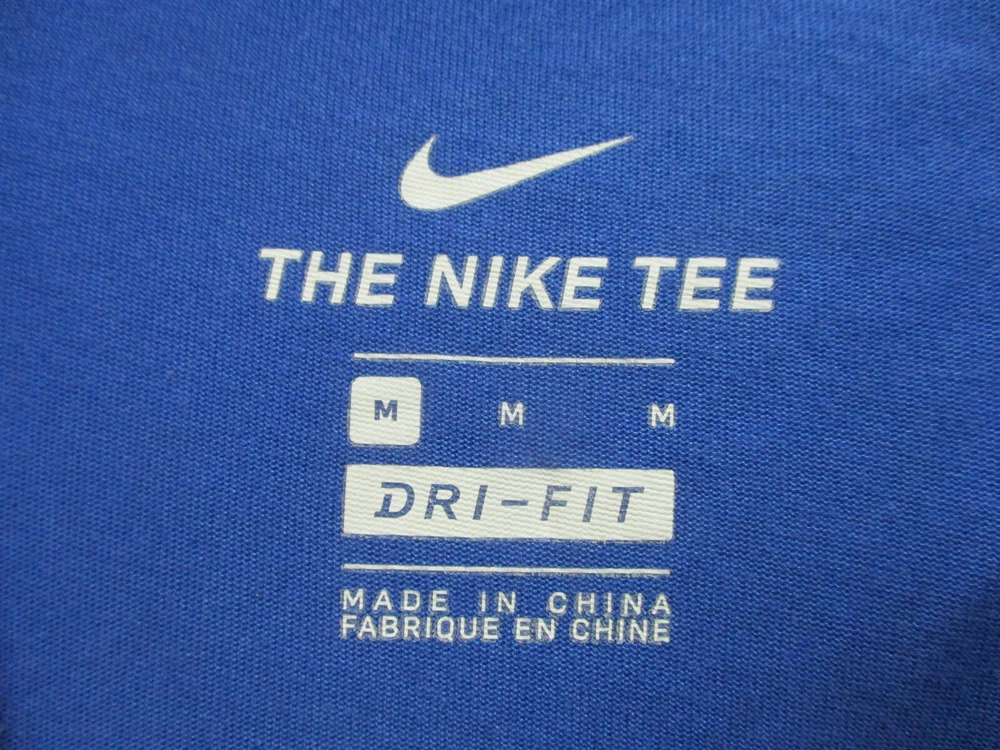 THE NIKE TEE
M M M
DRI-FIT
MADE IN CHINA
FABRIQUE EN CHINE